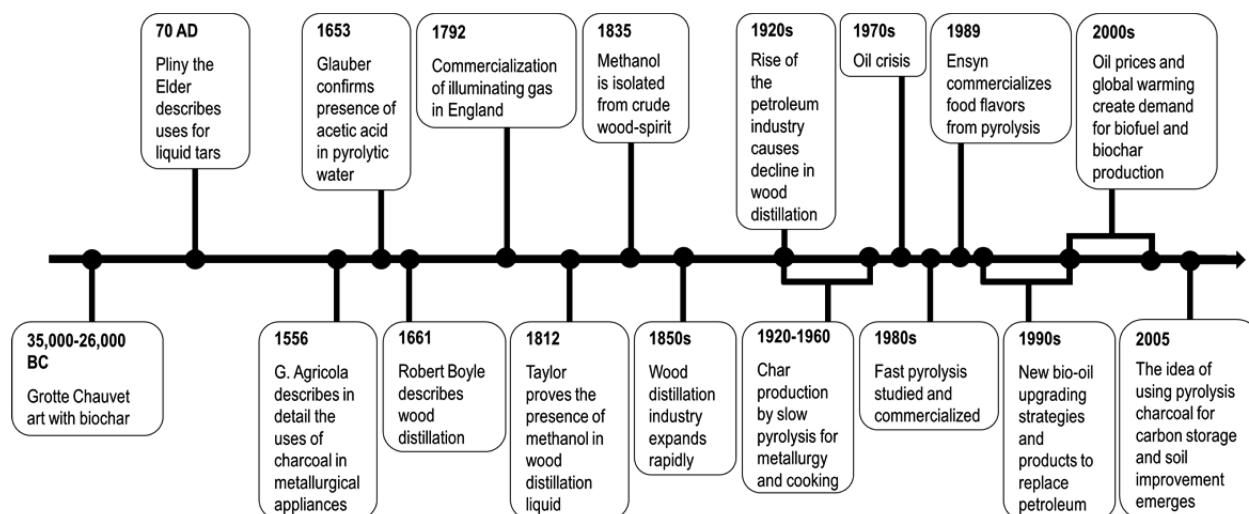 70 AD
Pliny the
Elder
describes
uses for
liquid tars
1653
Glauber
confirms
presence of
acetic acid
in pyrolytic
water
1792
Commercialization
of illuminating gas
in England
1835
Methanol
is isolated
from crude
wood-spirit
1920s
Rise of
the
petroleum
industry
causes
decline in
wood
distillation
1970s
Oil crisis
1989
Ensyn
commercializes
food flavors
from pyrolysis
2000s
Oil prices and
global warming
create demand
for biofuel and
biochar
production
35,000-26,000
BC
Grotte Chauvet
art with biochar
1556
G. Agricola
describes in
detail the
uses of
charcoal in
metallurgical
appliances
1661
Robert Boyle
describes
wood
distillation
1812
Taylor
proves the
presence of
methanol in
wood
distillation
liquid
1850s
Wood
distillation
industry
expands
rapidly
1920-1960
Char
production
by slow
pyrolysis for
metallurgy
and cooking
1980s
Fast pyrolysis
studied and
commercialized
1990s
New bio-oil
upgrading
strategies
and
products to
replace
petroleum
2005
The idea of
using pyrolysis
charcoal for
carbon storage
and soil
improvement
emerges